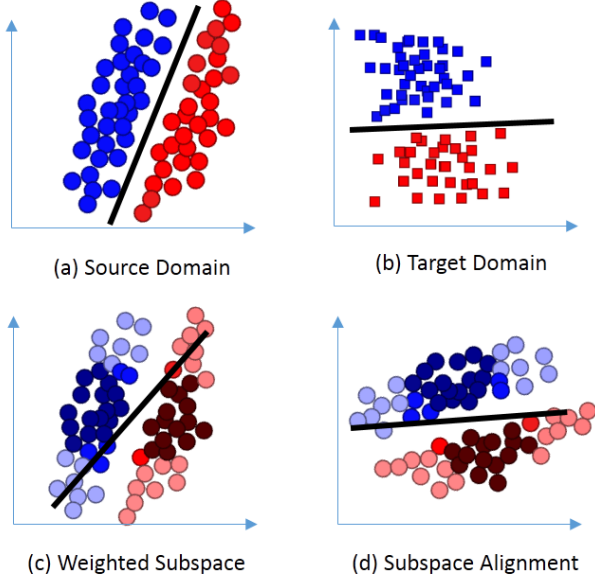 (a) Source Domain
(b) Target Domain
(c) Weighted Subspace
(d) Subspace Alignment